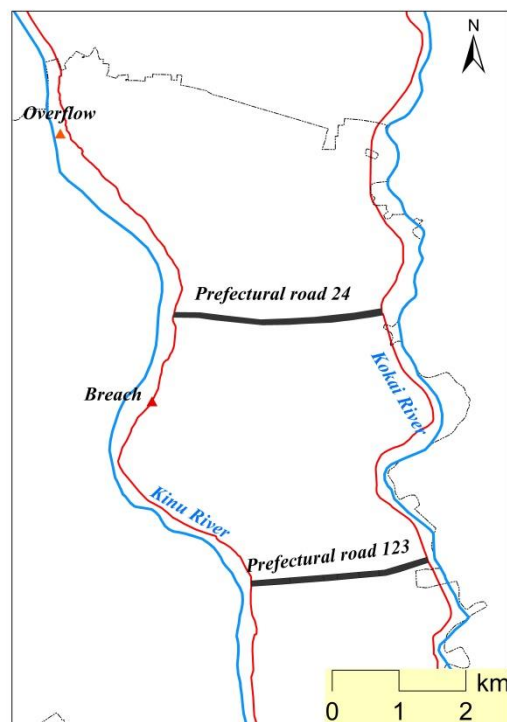 N
Overflow
Prefectural road 24
Kokai River
Breach
Kinu River
Prefectural road 123
km
0 1 2